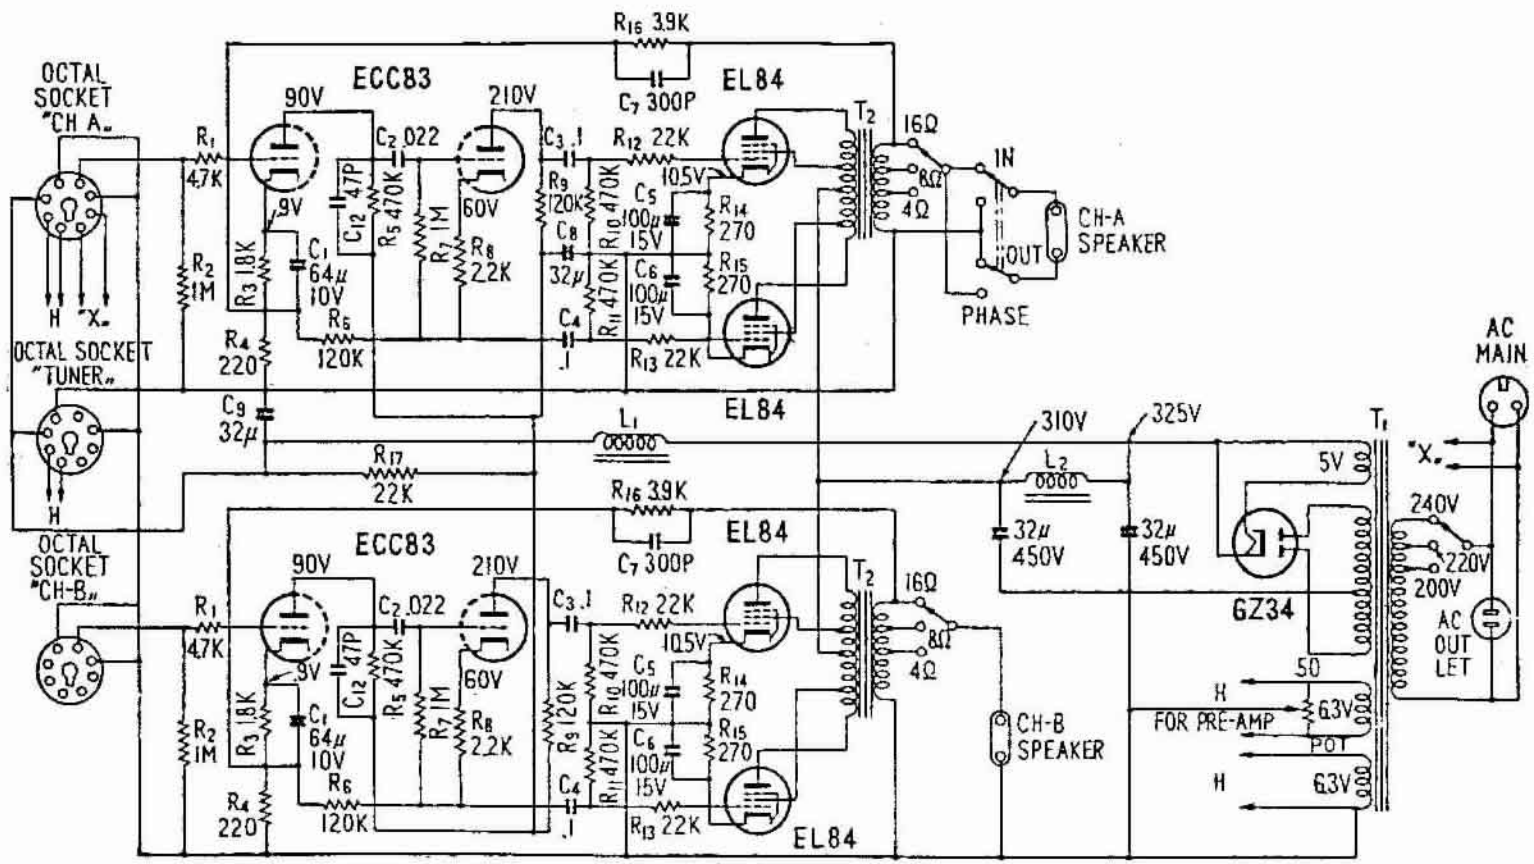 R16 3.9K
C7 300P
OCTAL
SOCKET
"CH A„
ECC83
EL84
90V
210V
T2
16Ω
8Ω
4Ω
IN
OUT
PHASE
CH-A
SPEAKER
R1
4.7K
C2 .022
C3 .1
R12 22K
10.5V
.9V
47P
C12
R5 470K
60V
R9
120K
R10 470K
C5
100μ
15V
R14
270
R2
1M
R3 1.8K
C1
64μ
10V
R7 1M
R8
2.2K
C8
32μ
R11 470K
C6
100μ
15V
R15
270
H "X„
R4
220
R6
120K
C4
.1
R13 22K
EL84
OCTAL SOCKET
"TUNER„
AC
MAIN
C9
32μ
L1
310V
325V
T1
"X„
R17
22K
L2
5V
H
R16 3.9K
C7 300P
32μ
450V
32μ
450V
240V
220V
200V
GZ34
AC
OUT
LET
OCTAL
SOCKET
"CH-B„
ECC83
EL84
90V
210V
T2
16Ω
8Ω
4Ω
R1
4.7K
C2 .022
C3 .1
R12 22K
10.5V
.9V
47P
C12
R5 470K
60V
R10 470K
C5
100μ
15V
R14
270
50
H
FOR PRE-AMP
6.3V
POT
R2
1M
R3 1.8K
C1
64μ
10V
R7 1M
R8
2.2K
R9 120K
R11 470K
C6
100μ
15V
R15
270
CH-B
SPEAKER
H
6.3V
R4
220
R6
120K
C4
.1
R13 22K
EL84